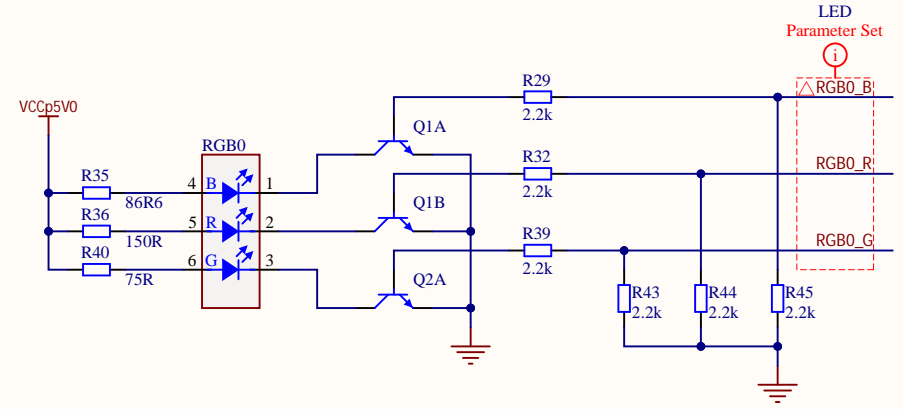 LED
Parameter Set
i
R29
RGB0_B
2.2k
VCCp5V0
Q1A
RGB0
R32
RGB0_R
2.2k
R35
4 B 1
86R6
Q1B
R36
5 R 2
150R
R39
RGB0_G
2.2k
R40
6 G 3
75R
Q2A
R43
2.2k
R44
2.2k
R45
2.2k